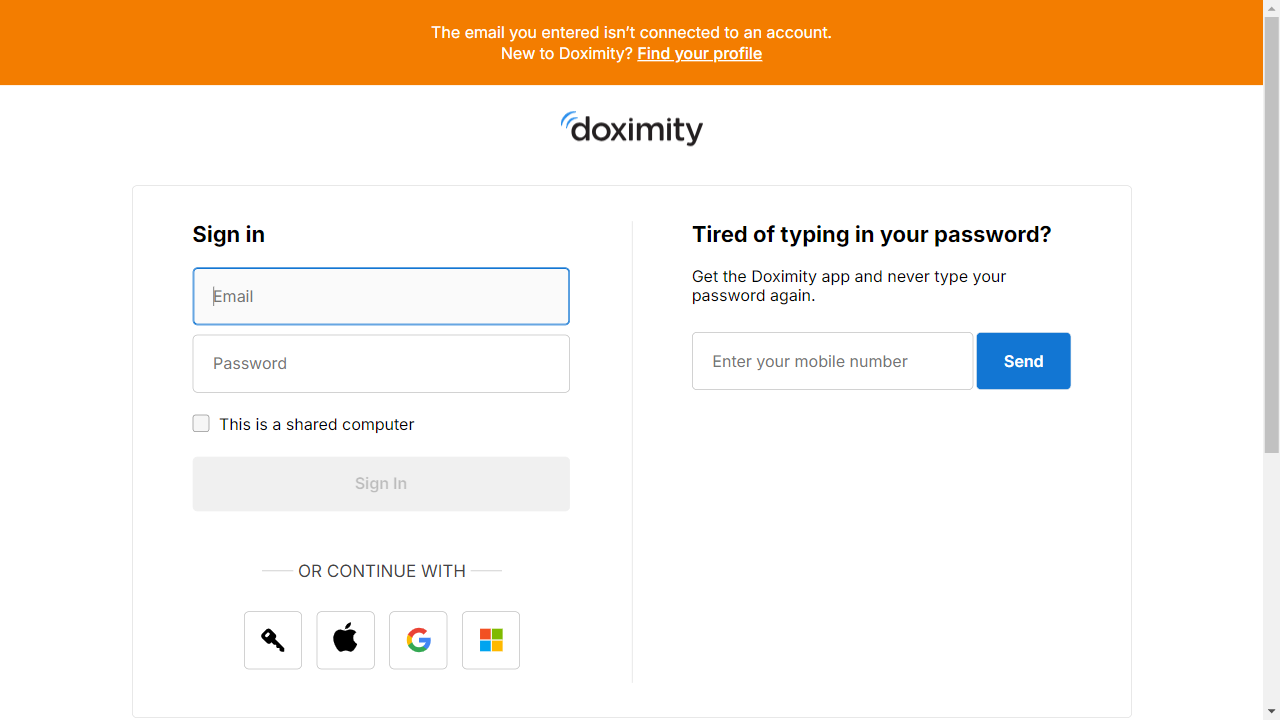 The email you entered isn’t connected to an account.
New to Doximity? Find your profile
doximity
Sign in
Email
Password
This is a shared computer
Sign In
OR CONTINUE WITH
Tired of typing in your password?
Get the Doximity app and never type your
password again.
Enter your mobile number
Send